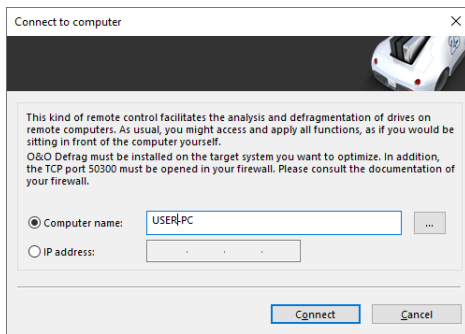 Connect to computer
This kind of remote control facilitates the analysis and defragmentation of drives on
remote computers. As usual, you might access and apply all functions, as if you would be
sitting in front of the computer yourself.
O&O Defrag must be installed on the target system you want to optimize. In addition,
the TCP port 50300 must be opened in your firewall. Please consult the documentation of
your firewall.
Computer name: USER-PC ...
IP address: . . .
Connect Cancel